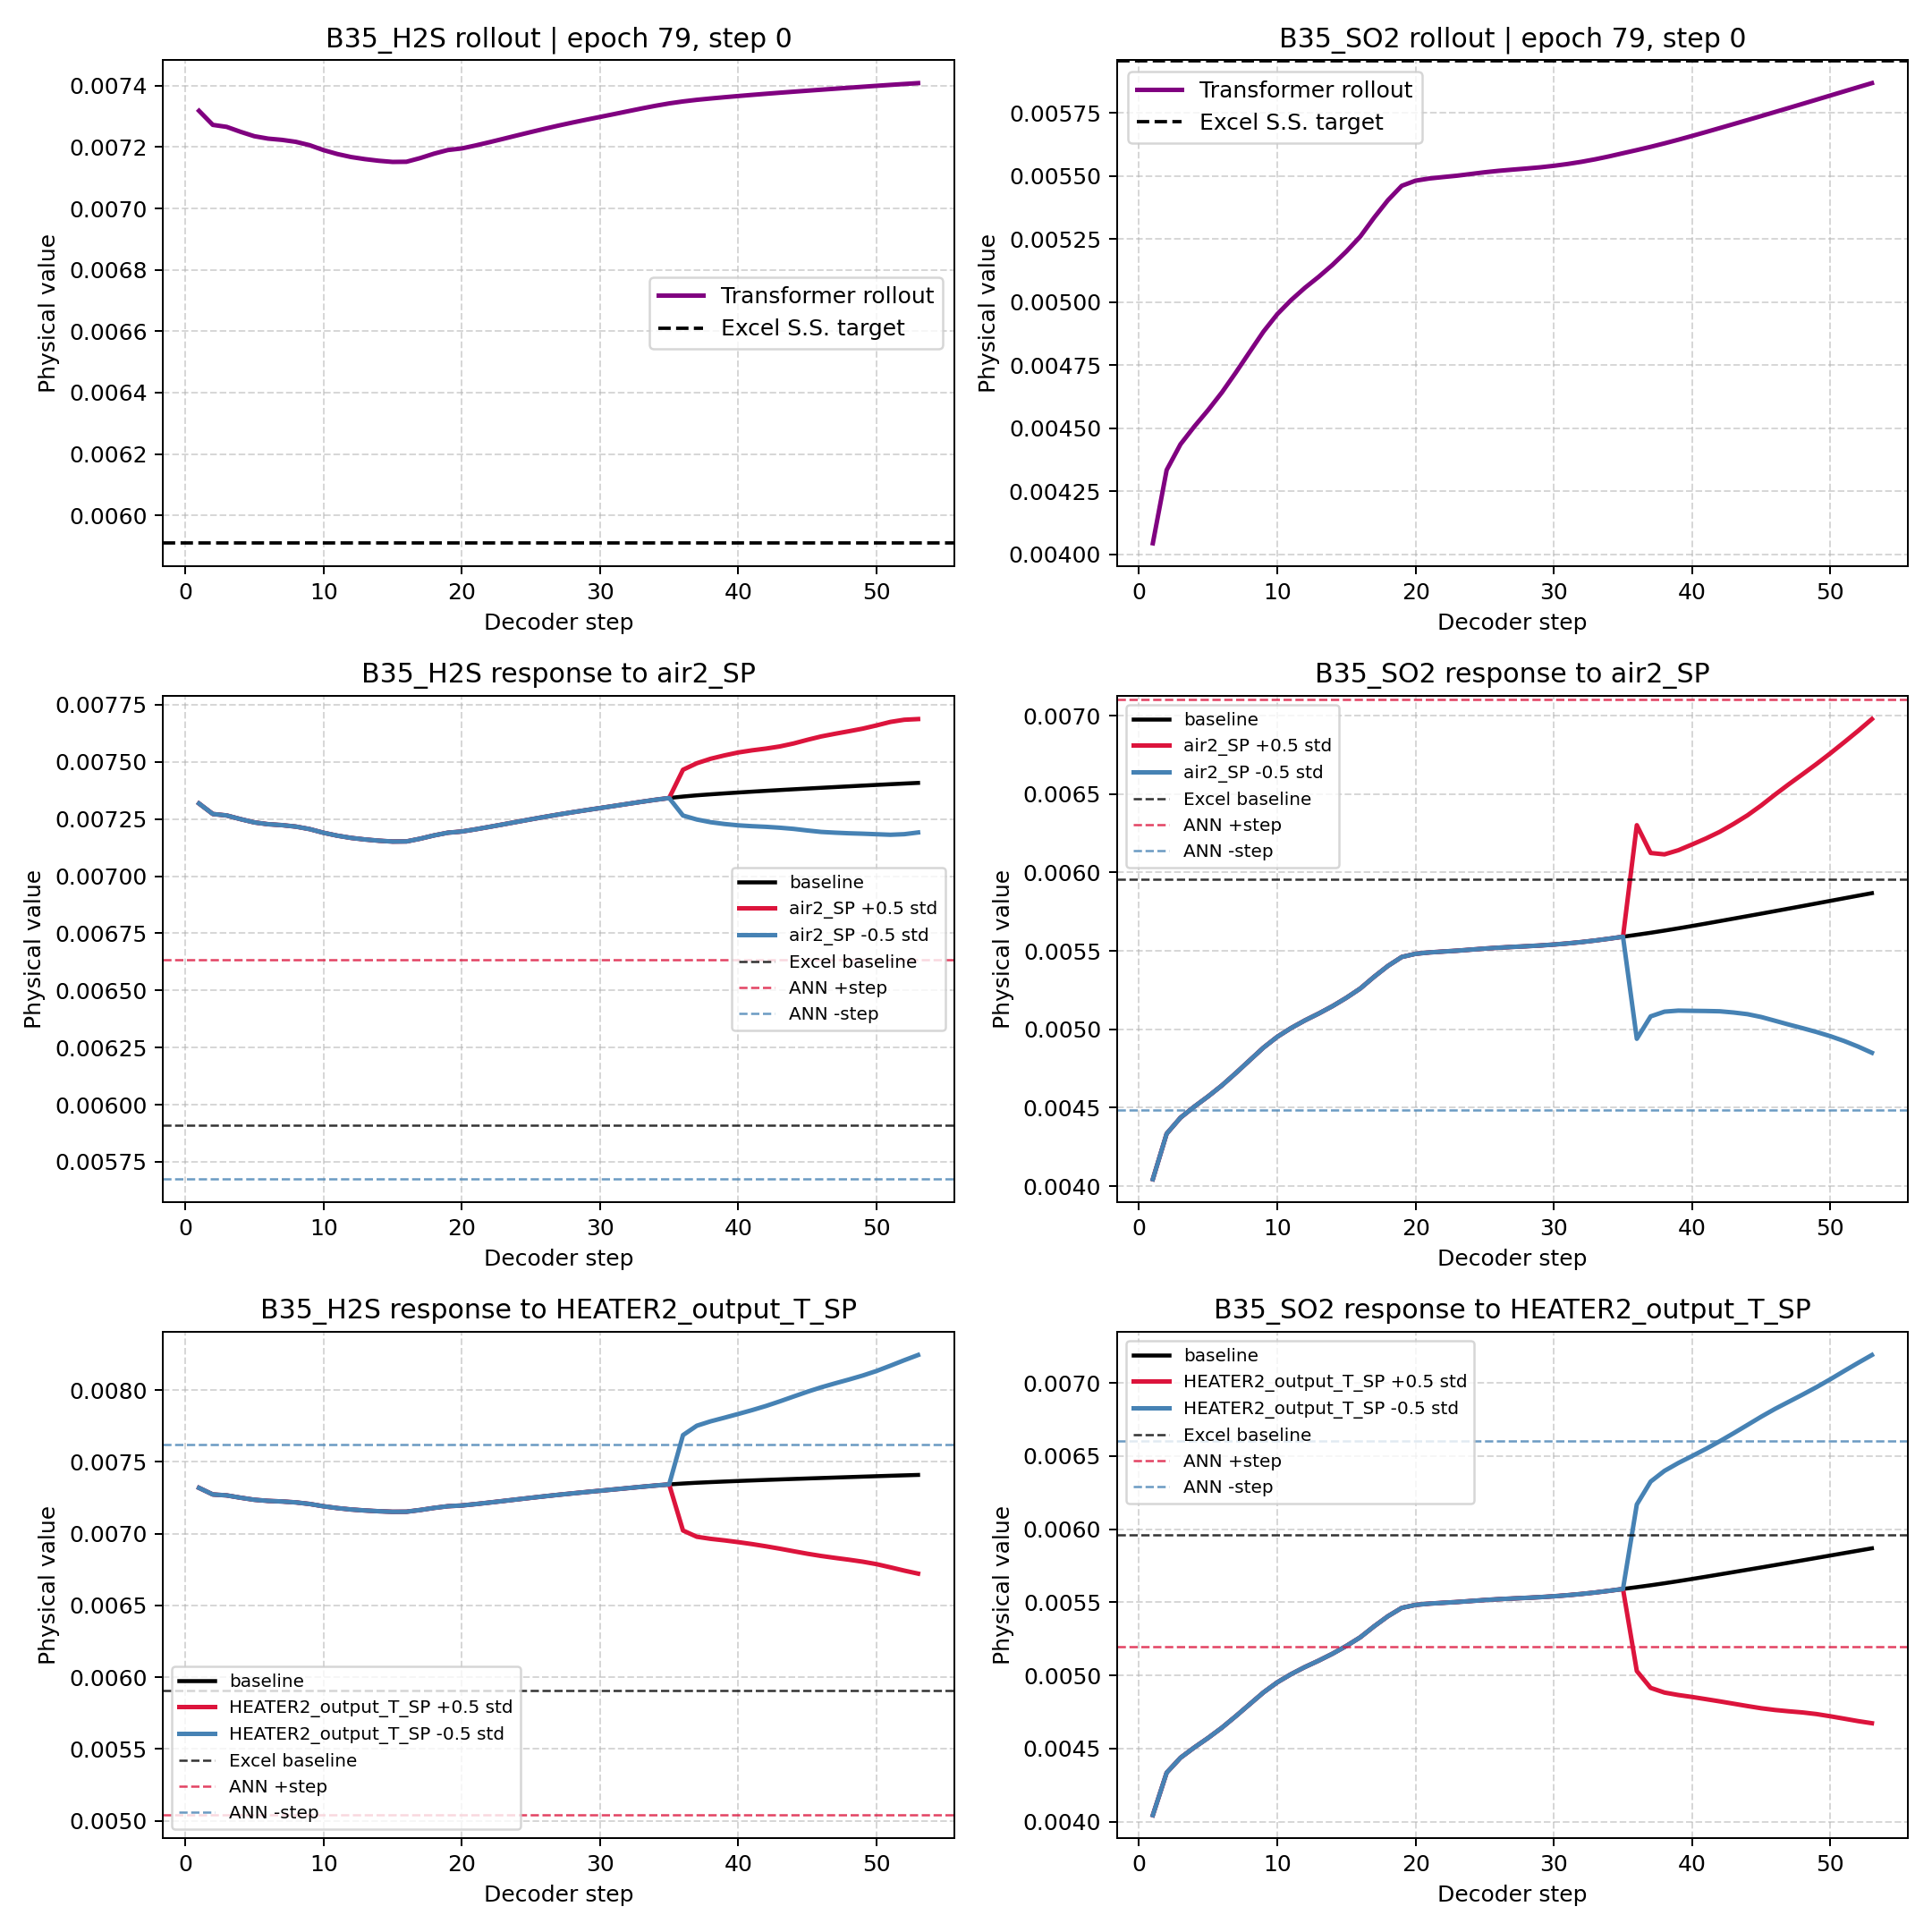 B35_H2S rollout | epoch 79, step 0
Physical value
0.0074
0.0072
0.0070
0.0068
0.0066
0.0064
0.0062
0.0060
Transformer rollout
Excel S.S. target
0 10 20 30 40 50
Decoder step
B35_SO2 rollout | epoch 79, step 0
Physical value
0.00575
0.00550
0.00525
0.00500
0.00475
0.00450
0.00425
0.00400
Transformer rollout
Excel S.S. target
0 10 20 30 40 50
Decoder step
B35_H2S response to air2_SP
Physical value
0.00775
0.00750
0.00725
0.00700
0.00675
0.00650
0.00625
0.00600
0.00575
baseline
air2_SP +0.5 std
air2_SP -0.5 std
Excel baseline
ANN +step
ANN -step
0 10 20 30 40 50
Decoder step
B35_SO2 response to air2_SP
Physical value
0.0070
0.0065
0.0060
0.0055
0.0050
0.0045
0.0040
baseline
air2_SP +0.5 std
air2_SP -0.5 std
Excel baseline
ANN +step
ANN -step
0 10 20 30 40 50
Decoder step
B35_H2S response to HEATER2_output_T_SP
Physical value
0.0080
0.0075
0.0070
0.0065
0.0060
0.0055
0.0050
baseline
HEATER2_output_T_SP +0.5 std
HEATER2_output_T_SP -0.5 std
Excel baseline
ANN +step
ANN -step
0 10 20 30 40 50
Decoder step
B35_SO2 response to HEATER2_output_T_SP
Physical value
0.0070
0.0065
0.0060
0.0055
0.0050
0.0045
0.0040
baseline
HEATER2_output_T_SP +0.5 std
HEATER2_output_T_SP -0.5 std
Excel baseline
ANN +step
ANN -step
0 10 20 30 40 50
Decoder step